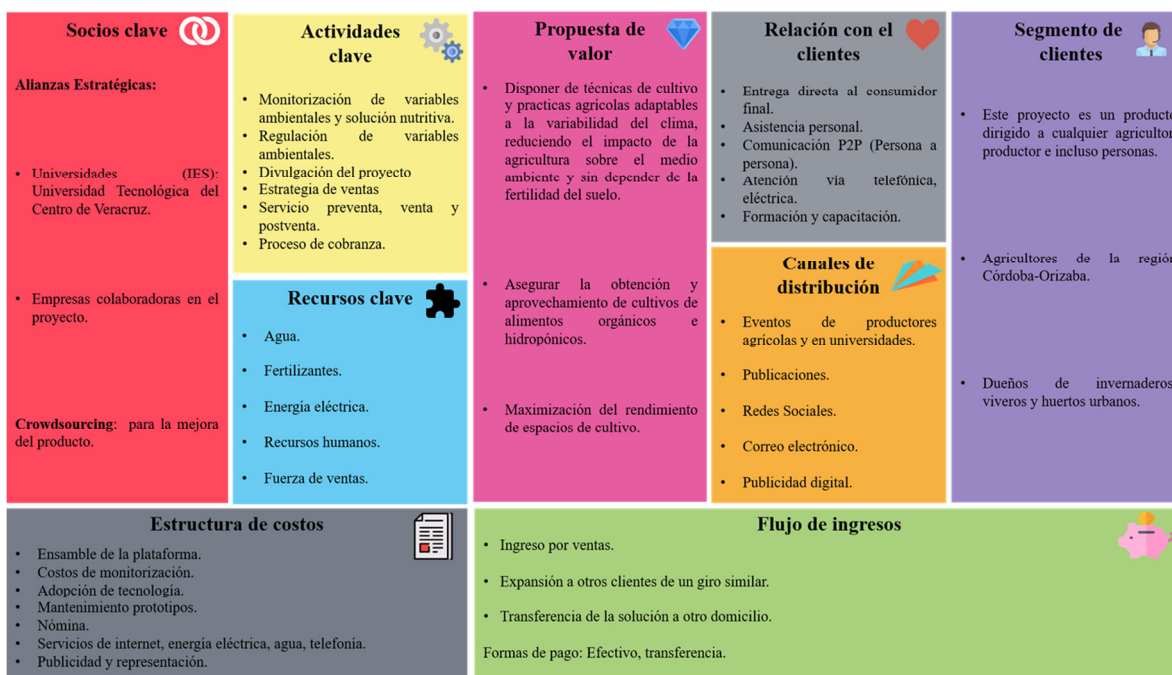 Socios clave
Alianzas Estratégicas:
• Universidades (IES):
Universidad Tecnológica del
Centro de Veracruz.
• Empresas colaboradoras en el
proyecto.
Crowdsourcing: para la mejora
del producto.
Actividades
clave
• Monitorización de variables
ambientales y solución nutritiva.
• Regulación de variables
ambientales.
• Divulgación del proyecto
• Estrategia de ventas
• Servicio preventa, venta y
postventa.
• Proceso de cobranza.
Recursos clave
• Agua.
• Fertilizantes.
• Energía eléctrica.
• Recursos humanos.
• Fuerza de ventas.
Propuesta de
valor
• Disponer de técnicas de cultivo
y practicas agrícolas adaptables
a la variabilidad del clima,
reduciendo el impacto de la
agricultura sobre el medio
ambiente y sin depender de la
fertilidad del suelo.
• Asegurar la obtención y
aprovechamiento de cultivos de
alimentos orgánicos e
hidropónicos.
• Maximización del rendimiento
de espacios de cultivo.
Relación con el
clientes
• Entrega directa al consumidor
final.
• Asistencia personal.
• Comunicación P2P (Persona a
persona).
• Atención vía telefónica,
eléctrica.
• Formación y capacitación.
Canales de
distribución
• Eventos de productores
agrícolas y en universidades.
• Publicaciones.
• Redes Sociales.
• Correo electrónico.
• Publicidad digital.
Segmento de
clientes
• Este proyecto es un producto
dirigido a cualquier agricultor
productor e incluso personas.
• Agricultores de la región
Córdoba-Orizaba.
• Dueños de invernaderos
viveros y huertos urbanos.
Estructura de costos
• Ensamble de la plataforma.
• Costos de monitorización.
• Adopción de tecnología.
• Mantenimiento prototipos.
• Nómina.
• Servicios de internet, energía eléctrica, agua, telefonía.
• Publicidad y representación.
Flujo de ingresos
• Ingreso por ventas.
• Expansión a otros clientes de un giro similar.
• Transferencia de la solución a otro domicilio.
Formas de pago: Efectivo, transferencia.